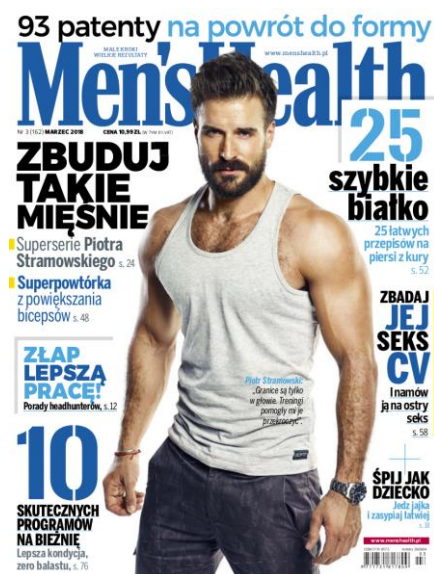 93 patenty na powrót do formy
MAŁE KROKI
WIELKIE REZULTATY
www.menshealth.pl
Men'sHealth
Nr 3 (162) MARZEC 2018 CENA 10,99 ZŁ (W TYM 8% VAT)
ZBUDUJ
TAKIE
MIĘŚNIE
Superserie Piotra
Stramowskiego s. 24
Superpowtórka
z powiększania
bicepsów s. 48
ZŁAP
LEPSZĄ
PRACĘ!
Porady headhunterów, s. 12
10
SKUTECZNYCH
PROGRAMÓW
NA BIEŻNIĘ
Lepsza kondycja,
zero balastu, s. 76
Piotr Stramowski:
„Granice są tylko
w głowie. Treningi
pomogły mi je
przekroczyć".
25
szybkie
białko
25 łatwych
przepisów na
piersi z kury
s. 52
ZBADAJ
JEJ
SEKS
CV
I namów
ją na ostry
seks
s. 58
+
ŚPIJ JAK
DZIECKO
Jedz jajka
i zasypiaj łatwiej
www.menshealth.pl